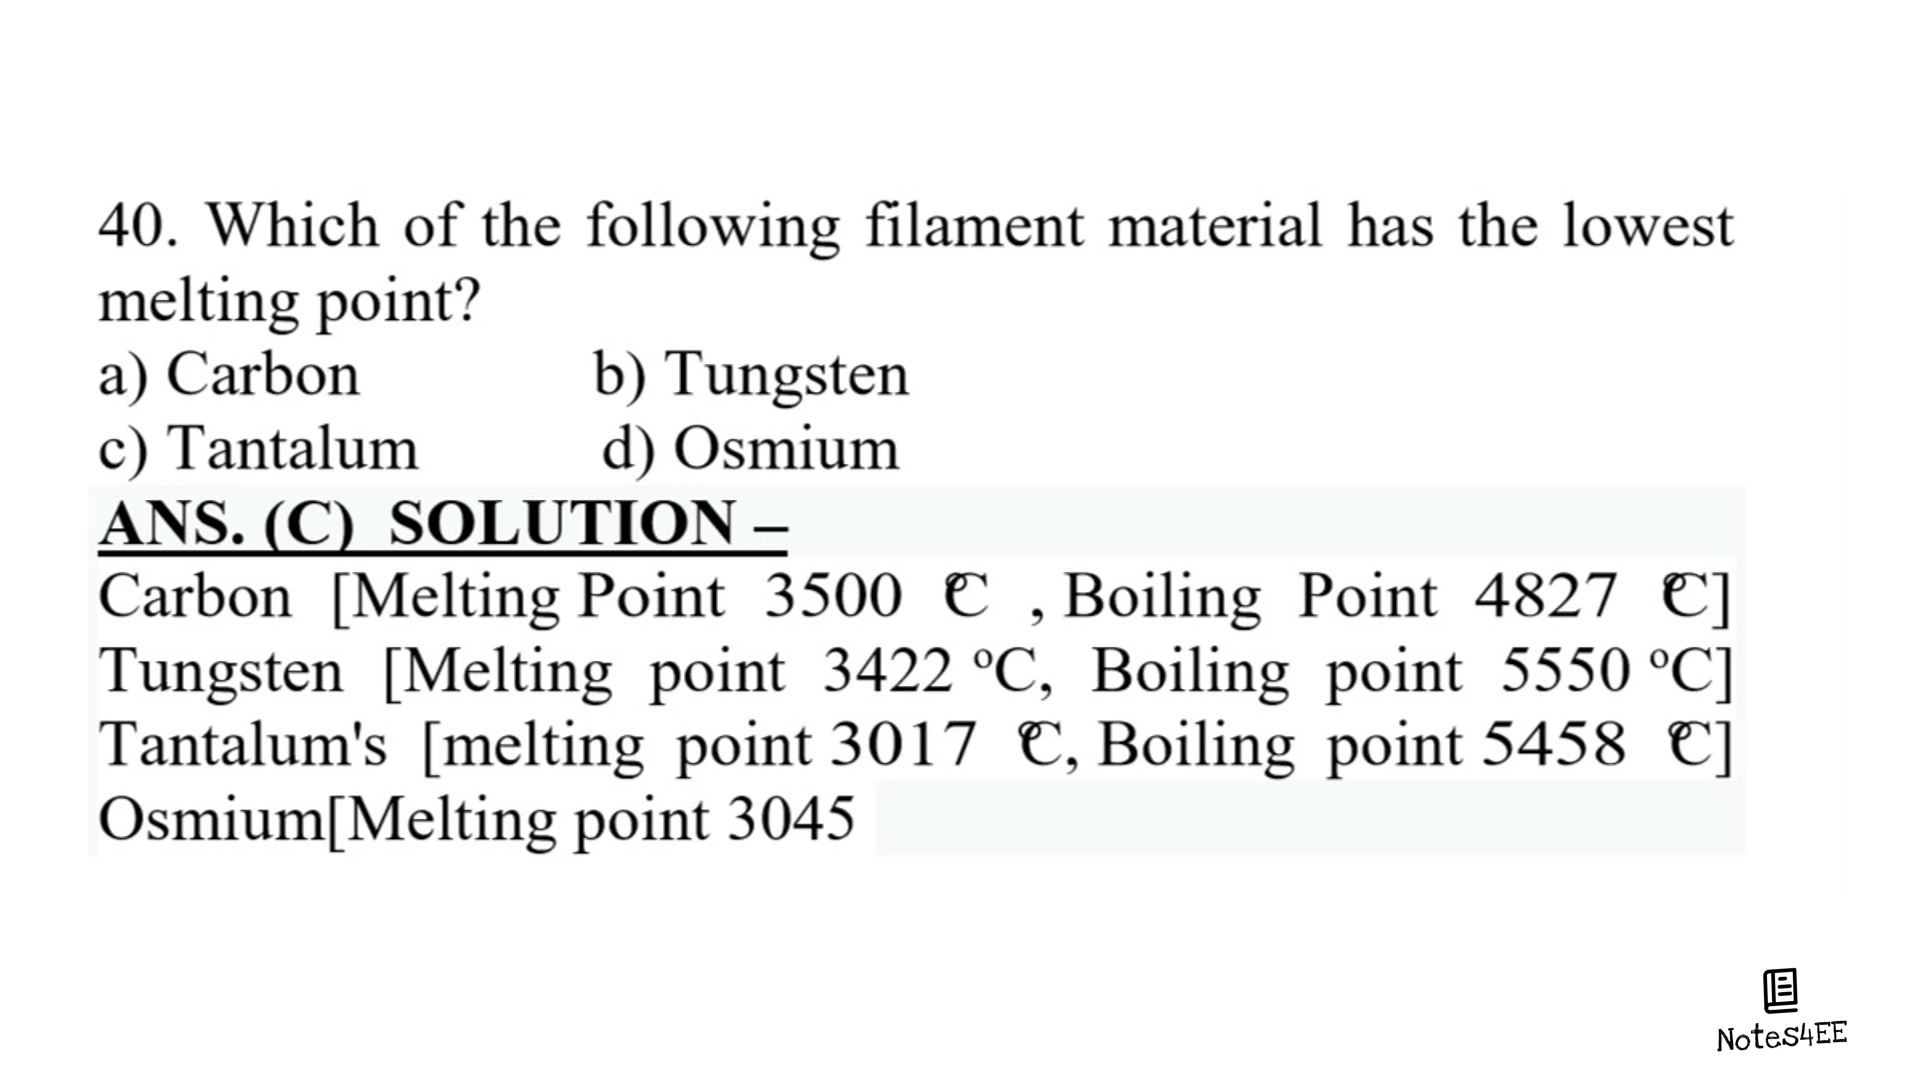 40. Which of the following filament material has the lowest
melting point?
a) Carbon b) Tungsten
c) Tantalum d) Osmium
ANS. (C) SOLUTION –
Carbon [Melting Point 3500 ℃ , Boiling Point 4827 ℃]
Tungsten [Melting point 3422 ºC, Boiling point 5550 ºC]
Tantalum's [melting point 3017 ℃, Boiling point 5458 ℃]
Osmium[Melting point 3045
Notes4EE